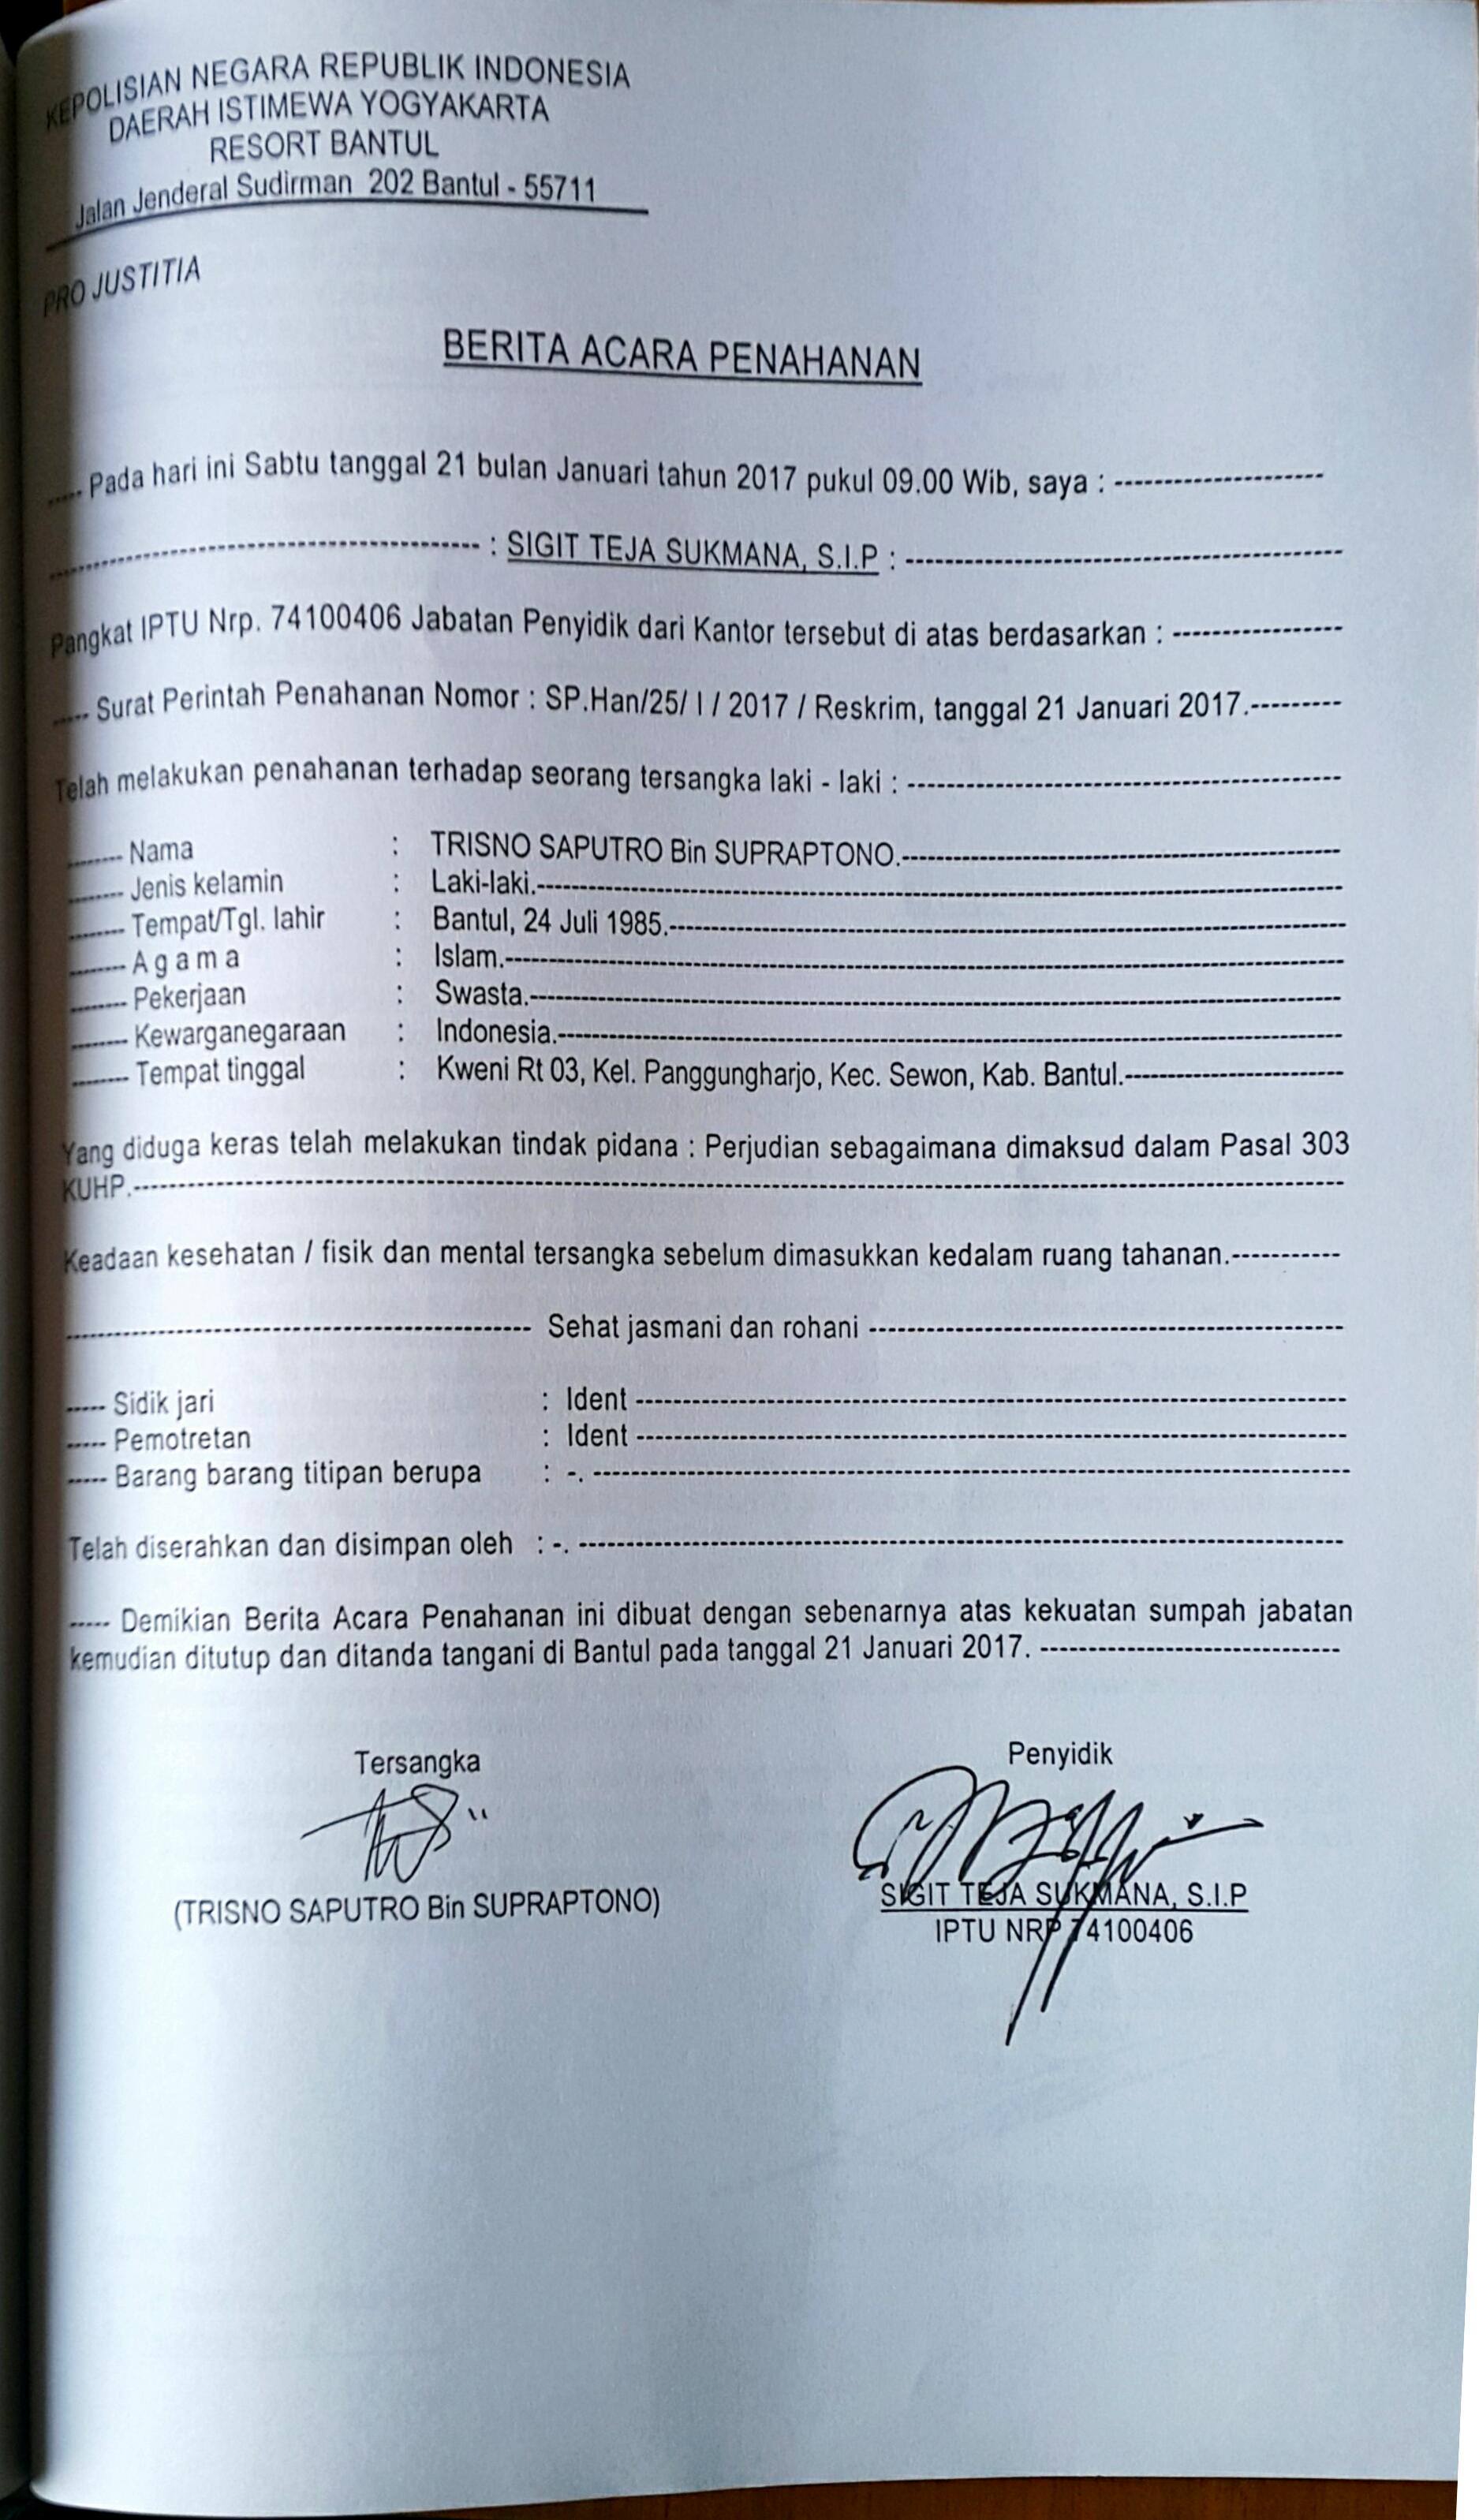 KEPOLISIAN NEGARA REPUBLIK INDONESIA
DAERAH ISTIMEWA YOGYAKARTA
RESORT BANTUL
Jalan Jenderal Sudirman 202 Bantul - 55711
PRO JUSTITIA
BERITA ACARA PENAHANAN
----- Pada hari ini Sabtu tanggal 21 bulan Januari tahun 2017 pukul 09.00 Wib, saya : ---------------------
------------------------------------------- : SIGIT TEJA SUKMANA, S.I.P : --------------------------------------------
Pangkat IPTU Nrp. 74100406 Jabatan Penyidik dari Kantor tersebut di atas berdasarkan : -----------------
----- Surat Perintah Penahanan Nomor : SP.Han/25/ I / 2017 / Reskrim, tanggal 21 Januari 2017.---------
Telah melakukan penahanan terhadap seorang tersangka laki - laki : --------------------------------------------
------- Nama : TRISNO SAPUTRO Bin SUPRAPTONO.--------------------------------------------
------- Jenis kelamin : Laki-laki.--------------------------------------------
------- Tempat/Tgl. lahir : Bantul, 24 Juli 1985.--------------------------------------------
------- A g a m a : Islam.--------------------------------------------
------- Pekerjaan : Swasta.--------------------------------------------
------- Kewarganegaraan : Indonesia.--------------------------------------------
------- Tempat tinggal : Kweni Rt 03, Kel. Panggungharjo, Kec. Sewon, Kab. Bantul.----------------------
Yang diduga keras telah melakukan tindak pidana : Perjudian sebagaimana dimaksud dalam Pasal 303
KUHP.--------------------------------------------
Keadaan kesehatan / fisik dan mental tersangka sebelum dimasukkan kedalam ruang tahanan.-----------
----------------------------------------------- Sehat jasmani dan rohani ------------------------------------------------
----- Sidik jari : Ident --------------------------------------------
----- Pemotretan : Ident --------------------------------------------
----- Barang barang titipan berupa : -. --------------------------------------------
Telah diserahkan dan disimpan oleh : -. --------------------------------------------
----- Demikian Berita Acara Penahanan ini dibuat dengan sebenarnya atas kekuatan sumpah jabatan
kemudian ditutup dan ditanda tangani di Bantul pada tanggal 21 Januari 2017. ------------------------------
Tersangka
(TRISNO SAPUTRO Bin SUPRAPTONO)
Penyidik
SIGIT TEJA SUKMANA, S.I.P
IPTU NRP 74100406